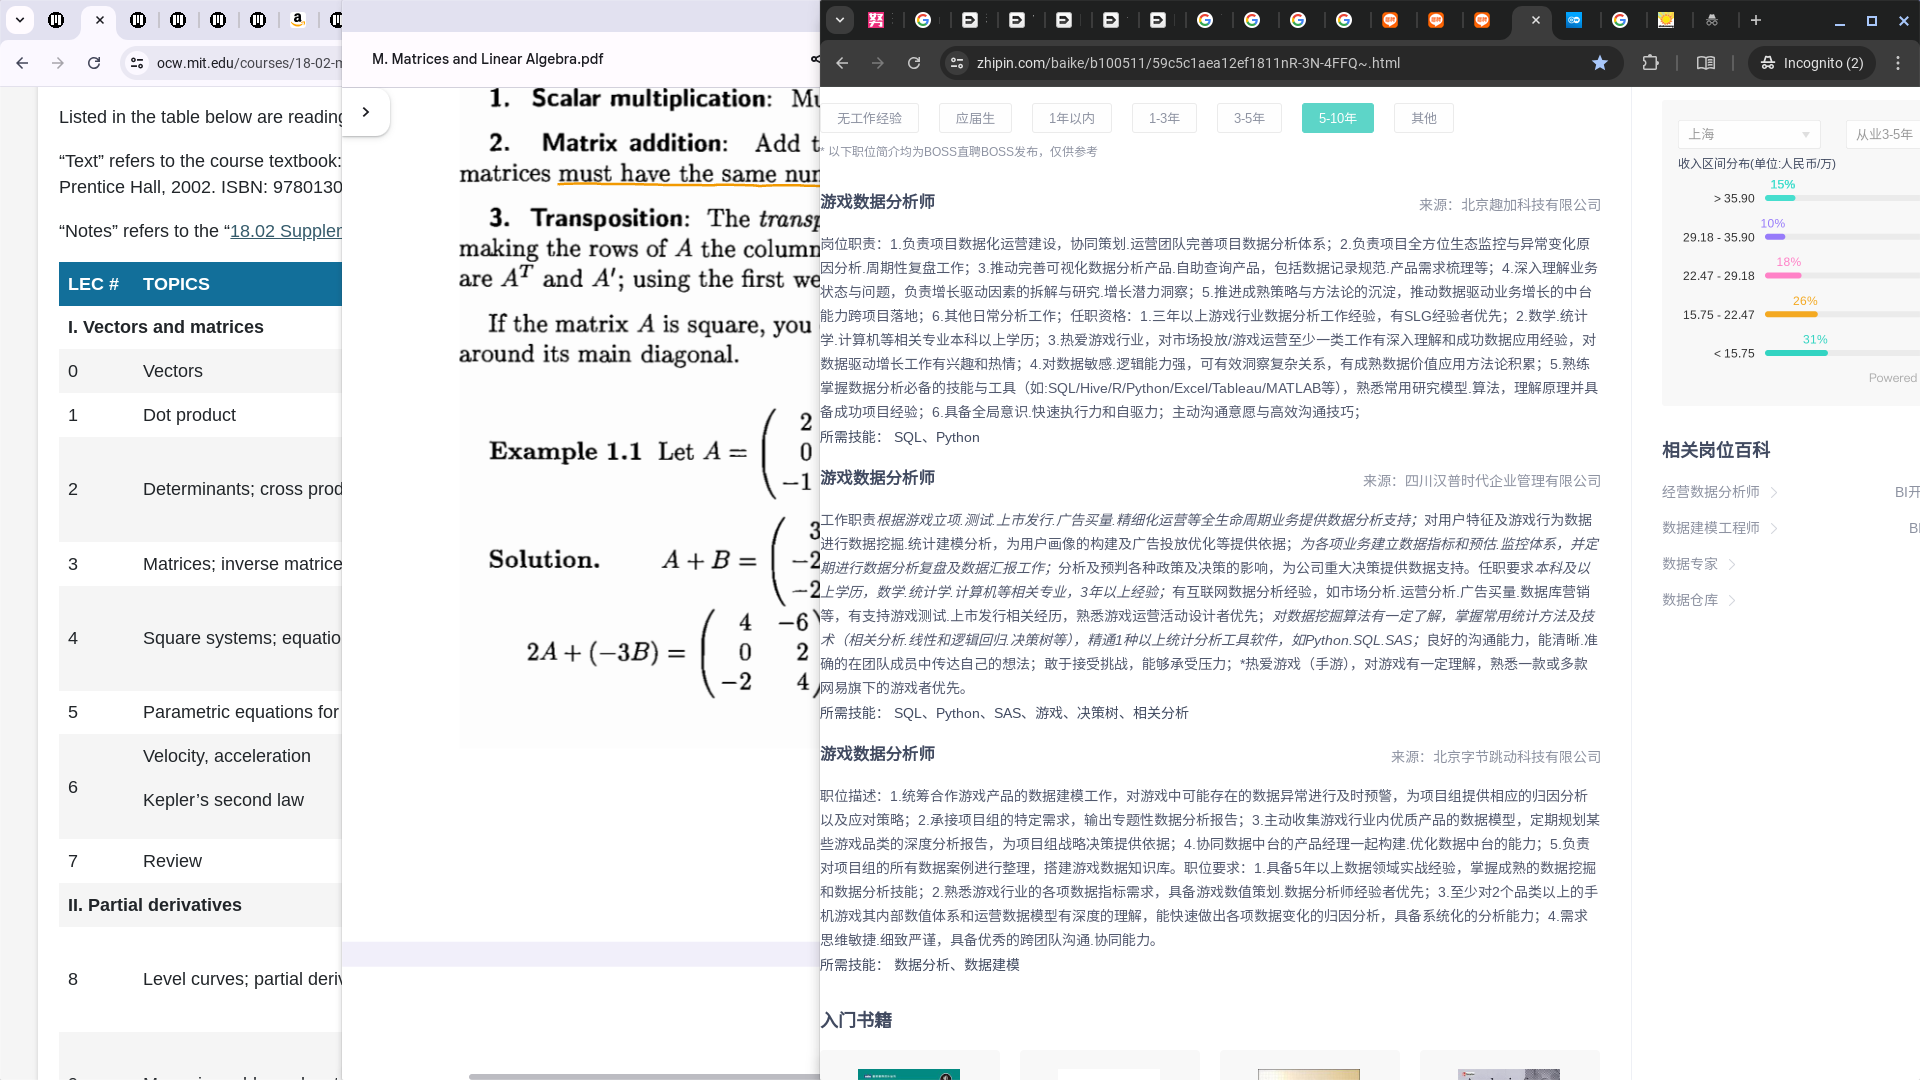 ocw.mit.edu/courses/18-02-m
Listed in the table below are reading
“Text” refers to the course textbook:
Prentice Hall, 2002. ISBN: 9780130
“Notes” refers to the “18.02 Supplem
LEC # TOPICS
I. Vectors and matrices
0 Vectors
1 Dot product
2 Determinants; cross prod
3 Matrices; inverse matrice
4 Square systems; equatio
5 Parametric equations for
6 Velocity, acceleration
Kepler’s second law
7 Review
II. Partial derivatives
8 Level curves; partial deriv
M. Matrices and Linear Algebra.pdf
1. Scalar multiplication: Mu
2. Matrix addition: Add t
matrices must have the same num
3. Transposition: The transp
making the rows of A the column
are A^T and A′; using the first we
If the matrix A is square, you
around its main diagonal.
Example 1.1 Let A = ( 2
0
−1
Solution. A + B = ( 3
−2
−2
2A + (−3B) = ( 4 −6
0 2
−2 4 )
zhipin.com/baike/b100511/59c5c1aea12ef1811nR-3N-4FFQ~.html
Incognito (2)
无工作经验 应届生 1年以内 1-3年 3-5年 5-10年 其他
* 以下职位简介均为BOSS直聘BOSS发布，仅供参考
游戏数据分析师 来源：北京趣加科技有限公司
岗位职责：1.负责项目数据化运营建设，协同策划.运营团队完善项目数据分析体系；2.负责项目全方位生态监控与异常变化原
因分析.周期性复盘工作；3.推动完善可视化数据分析产品.自助查询产品，包括数据记录规范.产品需求梳理等；4.深入理解业务
状态与问题，负责增长驱动因素的拆解与研究.增长潜力洞察；5.推进成熟策略与方法论的沉淀，推动数据驱动业务增长的中台
能力跨项目落地；6.其他日常分析工作；任职资格：1.三年以上游戏行业数据分析工作经验，有SLG经验者优先；2.数学.统计
学.计算机等相关专业本科以上学历；3.热爱游戏行业，对市场投放/游戏运营至少一类工作有深入理解和成功数据应用经验，对
数据驱动增长工作有兴趣和热情；4.对数据敏感.逻辑能力强，可有效洞察复杂关系，有成熟数据价值应用方法论积累；5.熟练
掌握数据分析必备的技能与工具（如:SQL/Hive/R/Python/Excel/Tableau/MATLAB等），熟悉常用研究模型.算法，理解原理并具
备成功项目经验；6.具备全局意识.快速执行力和自驱力；主动沟通意愿与高效沟通技巧；
所需技能： SQL、Python
游戏数据分析师 来源：四川汉普时代企业管理有限公司
工作职责根据游戏立项.测试.上市发行.广告买量.精细化运营等全生命周期业务提供数据分析支持；对用户特征及游戏行为数据
进行数据挖掘.统计建模分析，为用户画像的构建及广告投放优化等提供依据；为各项业务建立数据指标和预估.监控体系，并定
期进行数据分析复盘及数据汇报工作；分析及预判各种政策及决策的影响，为公司重大决策提供数据支持。任职要求本科及以
上学历，数学.统计学.计算机等相关专业，3年以上经验；有互联网数据分析经验，如市场分析.运营分析.广告买量.数据库营销
等，有支持游戏测试.上市发行相关经历，熟悉游戏运营活动设计者优先；对数据挖掘算法有一定了解，掌握常用统计方法及技
术（相关分析.线性和逻辑回归.决策树等），精通1种以上统计分析工具软件，如Python.SQL.SAS；良好的沟通能力，能清晰.准
确的在团队成员中传达自己的想法；敢于接受挑战，能够承受压力；*热爱游戏（手游），对游戏有一定理解，熟悉一款或多款
网易旗下的游戏者优先。
所需技能： SQL、Python、SAS、游戏、决策树、相关分析
游戏数据分析师 来源：北京字节跳动科技有限公司
职位描述：1.统筹合作游戏产品的数据建模工作，对游戏中可能存在的数据异常进行及时预警，为项目组提供相应的归因分析
以及应对策略；2.承接项目组的特定需求，输出专题性数据分析报告；3.主动收集游戏行业内优质产品的数据模型，定期规划某
些游戏品类的深度分析报告，为项目组战略决策提供依据；4.协同数据中台的产品经理一起构建.优化数据中台的能力；5.负责
对项目组的所有数据案例进行整理，搭建游戏数据知识库。职位要求：1.具备5年以上数据领域实战经验，掌握成熟的数据挖掘
和数据分析技能；2.熟悉游戏行业的各项数据指标需求，具备游戏数值策划.数据分析师经验者优先；3.至少对2个品类以上的手
机游戏其内部数值体系和运营数据模型有深度的理解，能快速做出各项数据变化的归因分析，具备系统化的分析能力；4.需求
思维敏捷.细致严谨，具备优秀的跨团队沟通.协同能力。
所需技能： 数据分析、数据建模
入门书籍
上海 从业3-5年
收入区间分布(单位:人民币/万)
15%
> 35.90
10%
29.18 - 35.90
18%
22.47 - 29.18
26%
15.75 - 22.47
31%
< 15.75
Powered
相关岗位百科
经营数据分析师 BI开
数据建模工程师 BI
数据专家
数据仓库